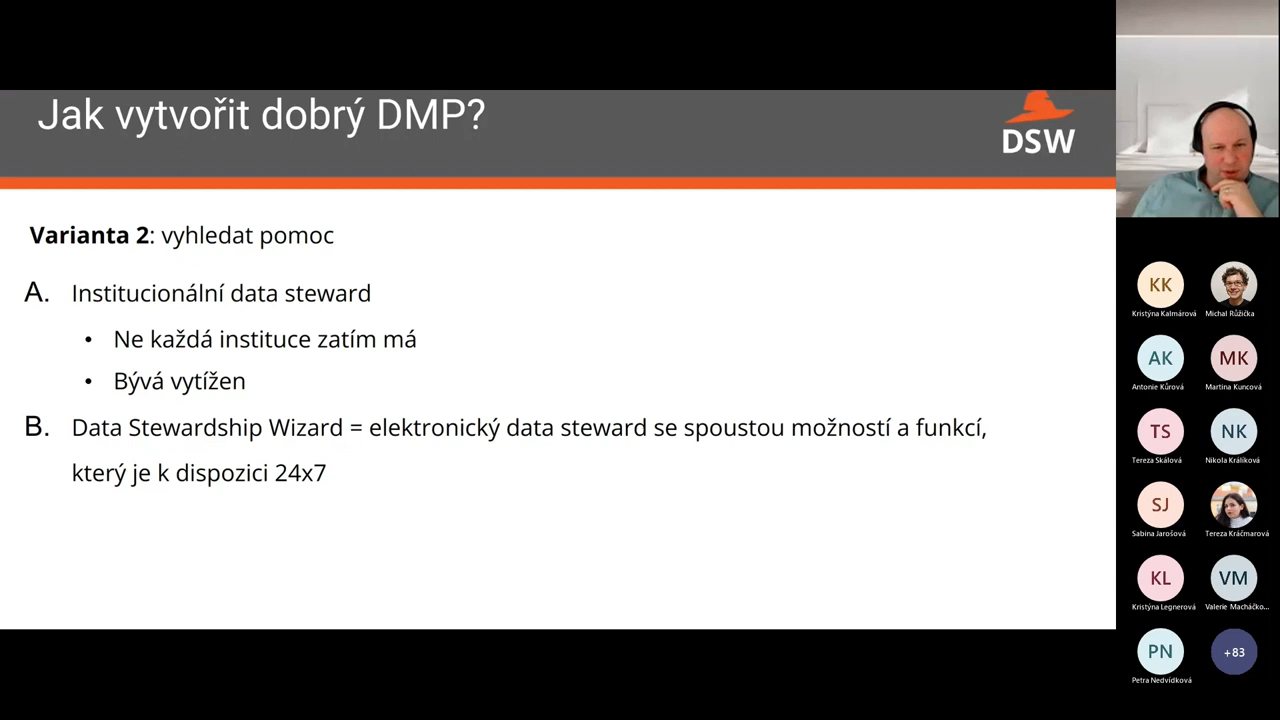 Jak vytvořit dobrý DMP?
DSW
Varianta 2: vyhledat pomoc
A. Institucionální data steward
• Ne každá instituce zatím má
• Bývá vytížen
B. Data Stewardship Wizard = elektronický data steward se spoustou možností a funkcí,
který je k dispozici 24x7
KK
Kristýna Kalmárová
Michal Růžička
AK
Antonie Kůrová
MK
Martina Kuncová
TS
Tereza Skálová
NK
Nikola Králíková
SJ
Sabina Jarošová
Tereza Kráčmarová
KL
Kristýna Legnerová
VM
Valerie Macháčko...
PN
Petra Nedvídková
+83